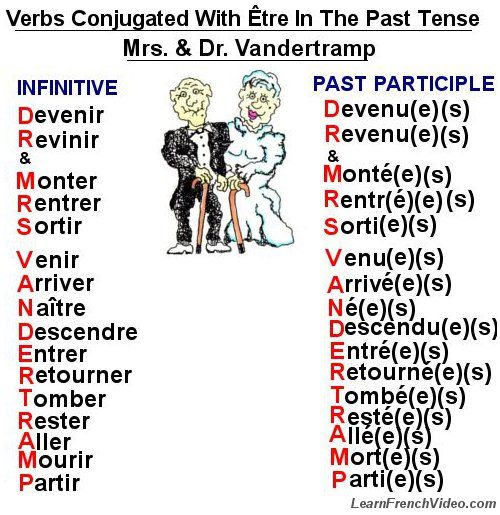 Verbs Conjugated With Être In The Past Tense
Mrs. & Dr. Vandertramp
INFINITIVE
Devenir
Revinir
&
Monter
Rentrer
Sortir
Venir
Arriver
Naître
Descendre
Entrer
Retourner
Tomber
Rester
Aller
Mourir
Partir
PAST PARTICIPLE
Devenu(e)(s)
Revenu(e)(s)
&
Monté(e)(s)
Rentr(é)(e)(s)
Sorti(e)(s)
Venu(e)(s)
Arrivé(e)(s)
Né(e)(s)
Descendu(e)(s)
Entré(e)(s)
Retourné(e)(s)
Tombé(e)(s)
Resté(e)(s)
Allé(e)(s)
Mort(e)(s)
Parti(e)(s)
LearnFrenchVideo.com